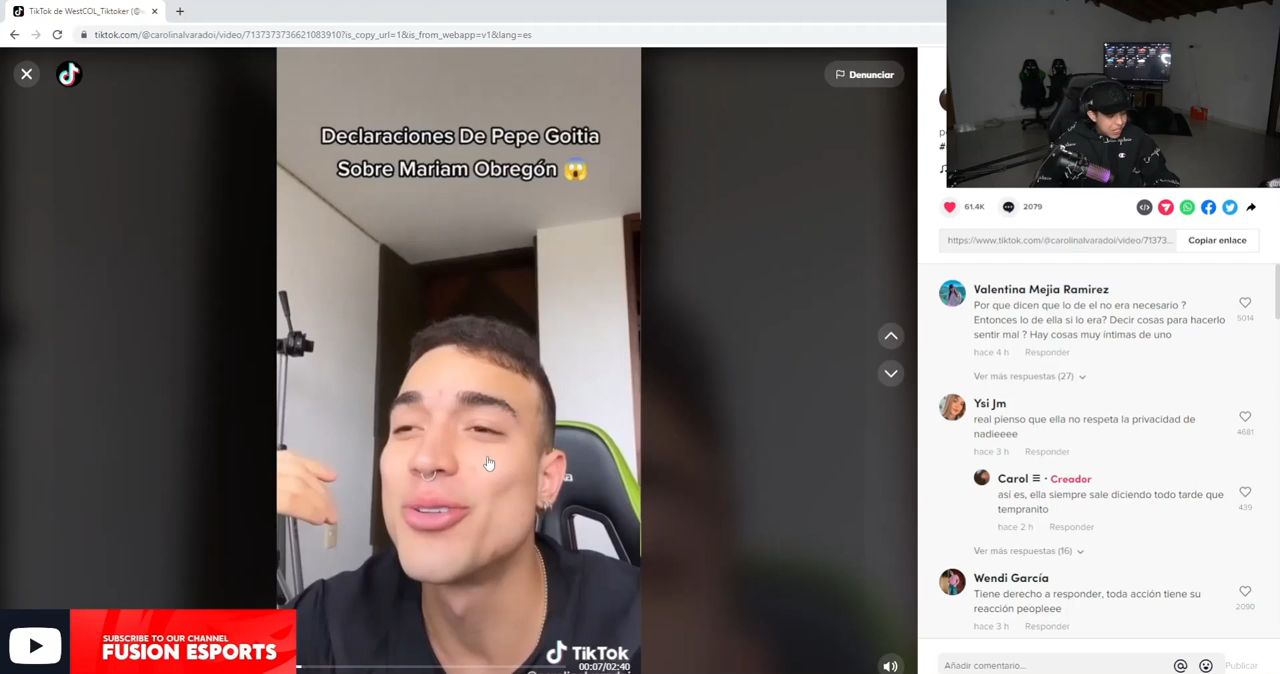 TikTok de WestCOL_Tiktoker (@
tiktok.com/@carolinalvaradoi/video/7137373736621083910?is_copy_url=1&is_from_webapp=v1&lang=es
Denunciar
Declaraciones De Pepe Goitia
Sobre Mariam Obregón 😱
61.4K
2079
https://www.tiktok.com/@carolinalvaradoi/video/71373...
Copiar enlace
Valentina Mejia Ramirez
Por que dicen que lo de el no era necesario ?
Entonces lo de ella si lo era? Decir cosas para hacerlo
sentir mal ? Hay cosas muy íntimas de uno
5014
hace 4 h Responder
Ver más respuestas (27)
Ysi Jm
real pienso que ella no respeta la privacidad de
nadieeee
4681
hace 3 h Responder
Carol ☰ · Creador
así es, ella siempre sale diciendo todo tarde que
tempranito
439
hace 2 h Responder
Ver más respuestas (16)
Wendi García
Tiene derecho a responder, toda acción tiene su
reacción peopleee
2090
hace 3 h Responder
Añadir comentario...
Publicar
TikTok
00:07/02:40
SUBSCRIBE TO OUR CHANNEL
FUSION ESPORTS